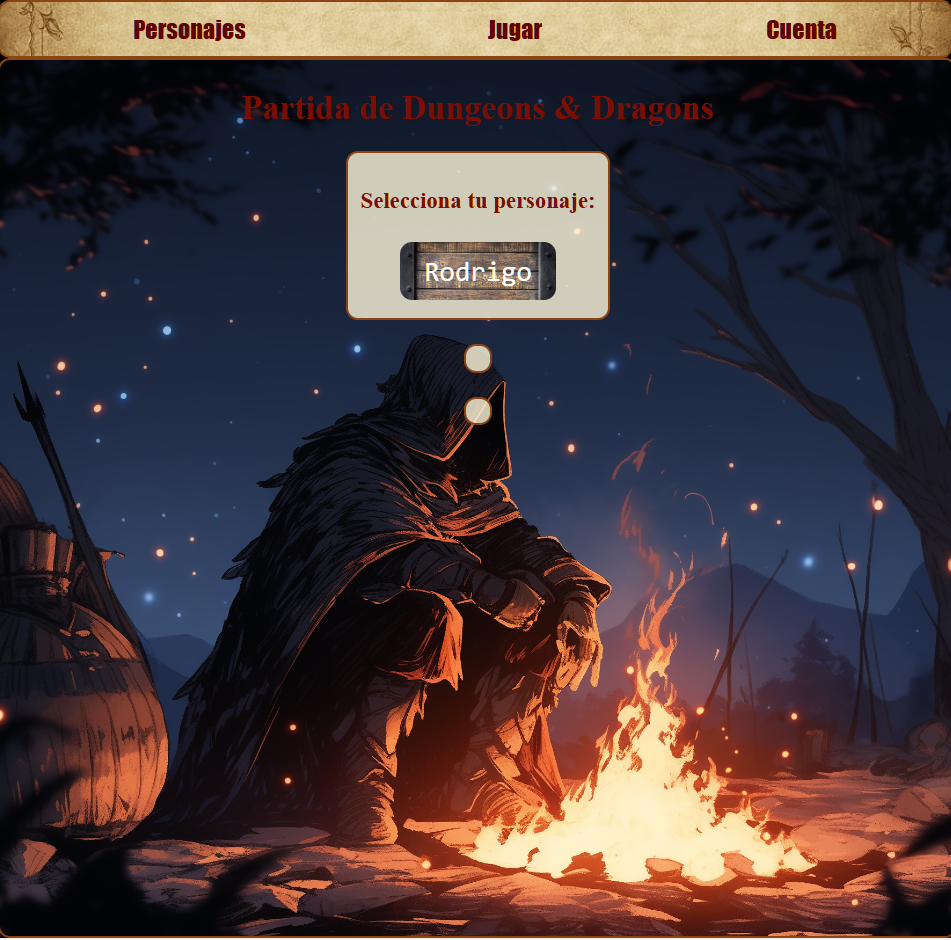 Personajes Jugar Cuenta
Partida de Dungeons & Dragons
Selecciona tu personaje:
Rodrigo